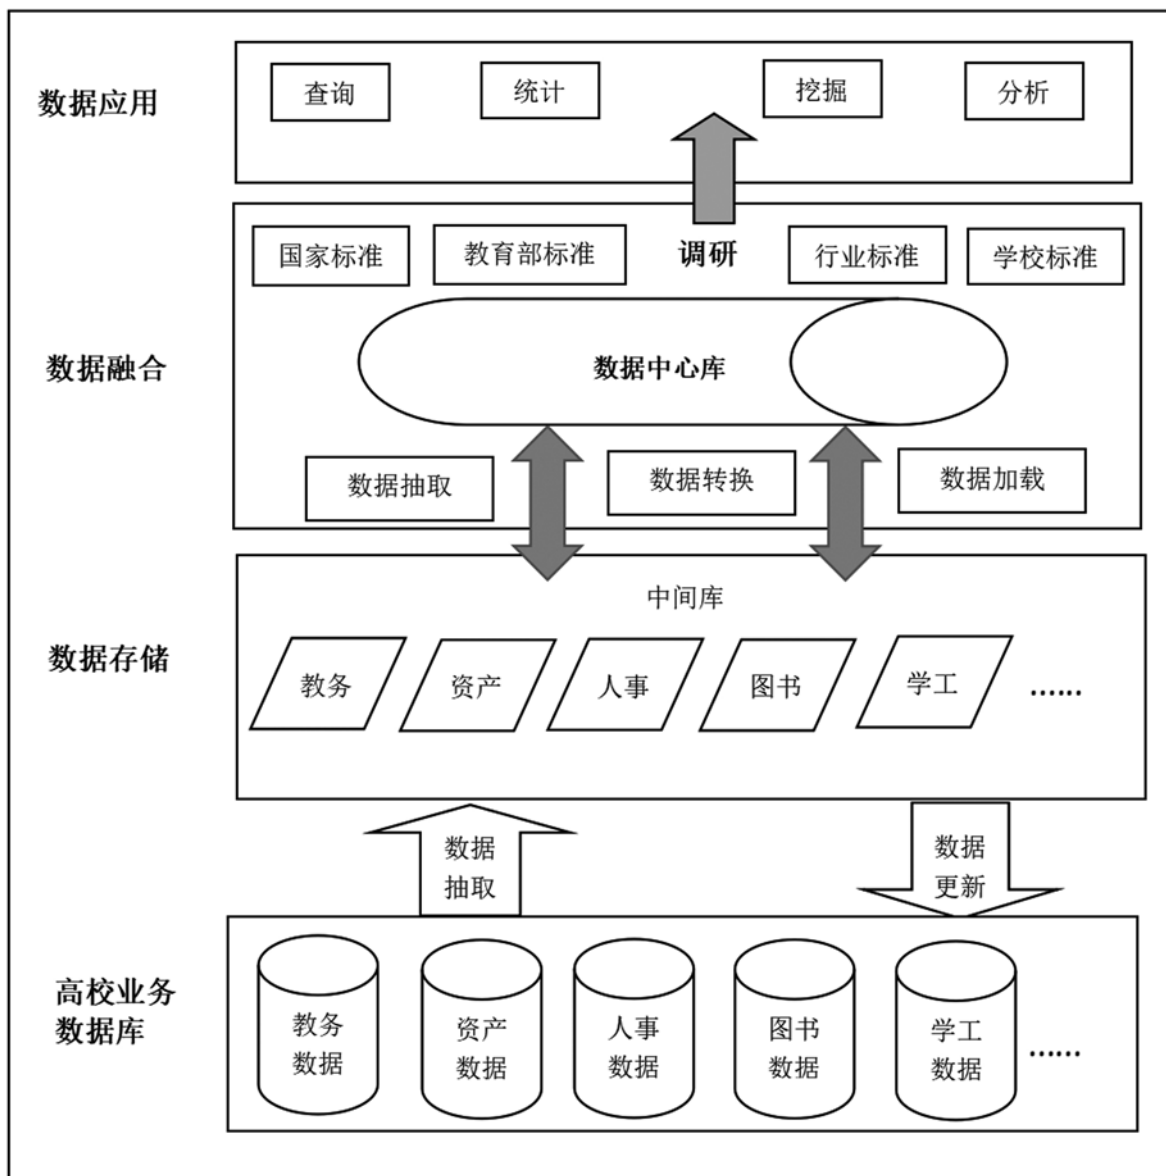 数据应用
查询
统计
挖掘
分析
国家标准
教育部标准
调研
行业标准
学校标准
数据融合
数据中心库
数据抽取
数据转换
数据加载
中间库
数据存储
教务
资产
人事
图书
学工
......
数据
抽取
数据
更新
高校业务
数据库
教务
数据
资产
数据
人事
数据
图书
数据
学工
数据
......